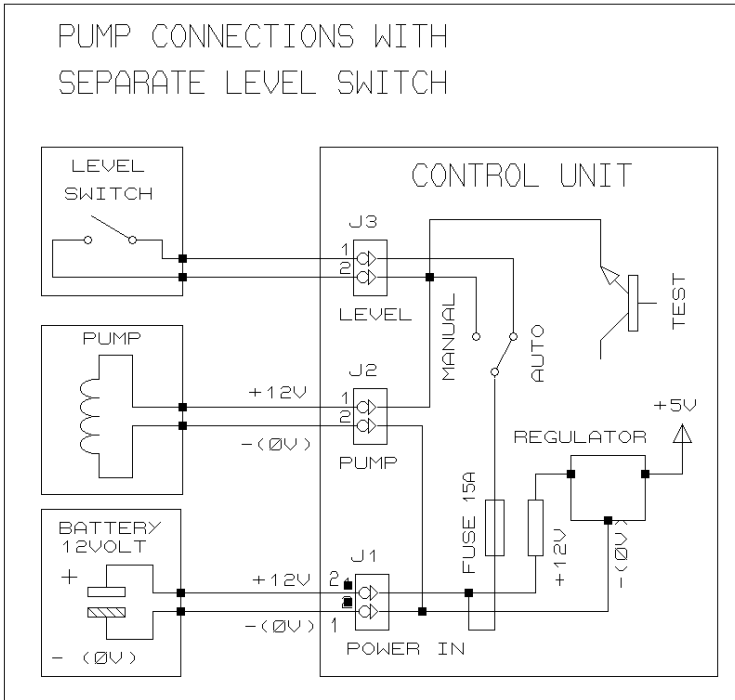 PUMP CONNECTIONS WITH
SEPARATE LEVEL SWITCH
LEVEL
SWITCH
CONTROL UNIT
J3
1
2
LEVEL
MANUAL
AUTO
TEST
PUMP
J2
+12V
1
2
-(0V)
PUMP
+5V
REGULATOR
FUSE 15A
+12V
-(0V)
BATTERY
12VOLT
+
- (0V)
J1
+12V 2
-(0V) 1
POWER IN